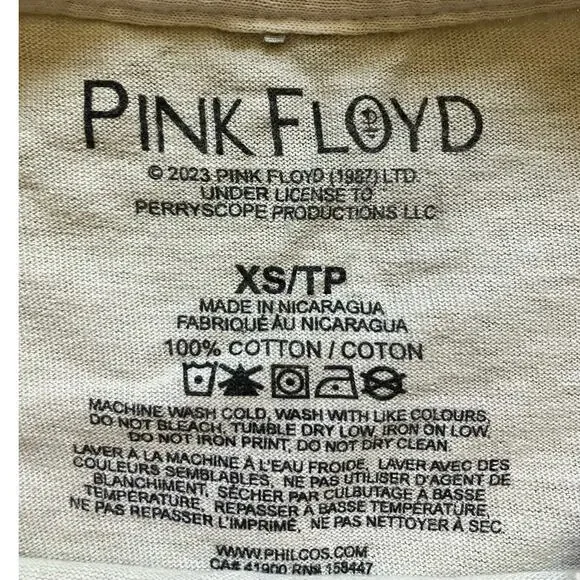 PINK FLOYD
© 2023 PINK FLOYD (1987) LTD.
UNDER LICENSE TO
PERRYSCOPE PRODUCTIONS LLC
XS/TP
MADE IN NICARAGUA
FABRIQUÉ AU NICARAGUA
100% COTTON / COTON
MACHINE WASH COLD, WASH WITH LIKE COLOURS,
DO NOT BLEACH, TUMBLE DRY LOW, IRON ON LOW,
DO NOT IRON PRINT, DO NOT DRY CLEAN.
LAVER À LA MACHINE À L'EAU FROIDE, LAVER AVEC DES
COULEURS SEMBLABLES, NE PAS UTILISER D'AGENT DE
BLANCHIMENT, SÉCHER PAR CULBUTAGE À BASSE
TEMPÉRATURE, REPASSER À BASSE TEMPÉRATURE,
NE PAS REPASSER L'IMPRIMÉ, NE PAS NETTOYER À SEC.
WWW.PHILCOS.COM
CA# 41900 RN# 158447